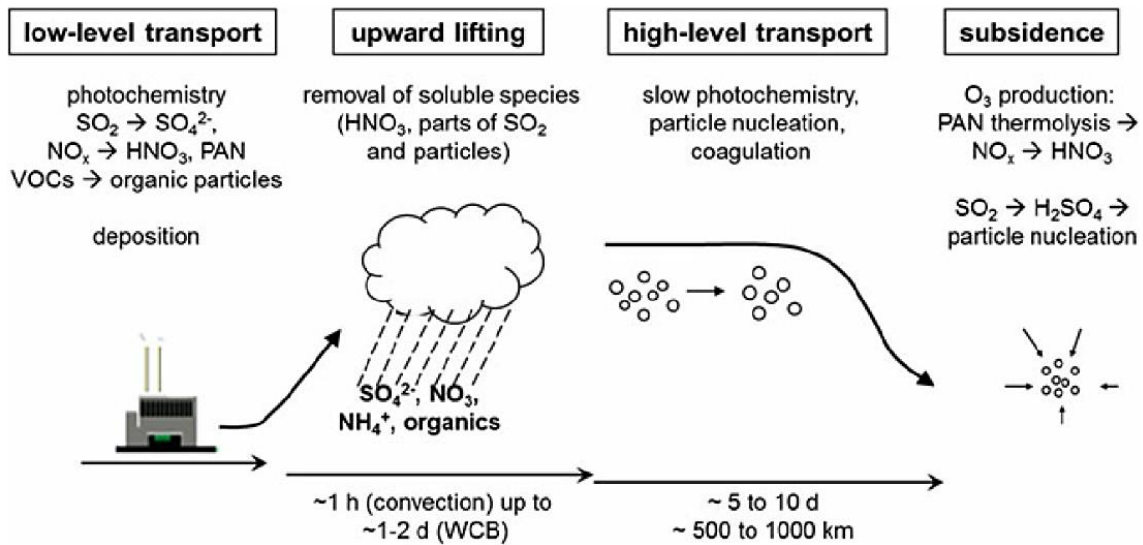 low-level transport
photochemistry
SO₂ → SO₄²⁻,
NOₓ → HNO₃, PAN
VOCs → organic particles
deposition
upward lifting
removal of soluble species
(HNO₃, parts of SO₂
and particles)
SO₄²⁻, NO₃,
NH₄⁺, organics
~1 h (convection) up to
~1-2 d (WCB)
high-level transport
slow photochemistry,
particle nucleation,
coagulation
~ 5 to 10 d
~ 500 to 1000 km
subsidence
O₃ production:
PAN thermolysis →
NOₓ → HNO₃
SO₂ → H₂SO₄ →
particle nucleation